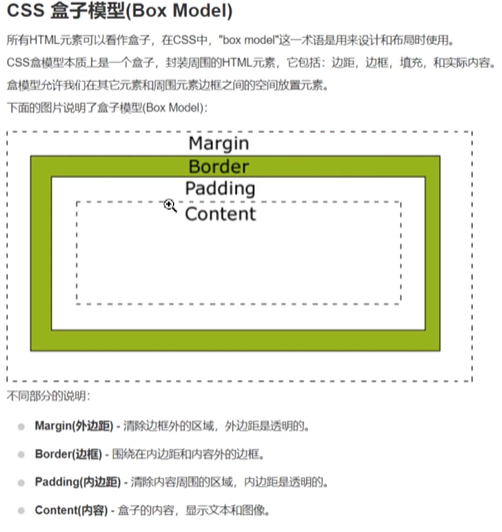 CSS 盒子模型(Box Model)
所有HTML元素可以看作盒子，在CSS中，"box model"这一术语是用来设计和布局时使用。
CSS盒模型本质上是一个盒子，封装周围的HTML元素，它包括：边距，边框，填充，和实际内容。
盒模型允许我们在其它元素和周围元素边框之间的空间放置元素。
下面的图片说明了盒子模型(Box Model)：
Margin
Border
Padding
Content
不同部分的说明：
Margin(外边距) - 清除边框外的区域，外边距是透明的。
Border(边框) - 围绕在内边距和内容外的边框。
Padding(内边距) - 清除内容周围的区域，内边距是透明的。
Content(内容) - 盒子的内容，显示文本和图像。